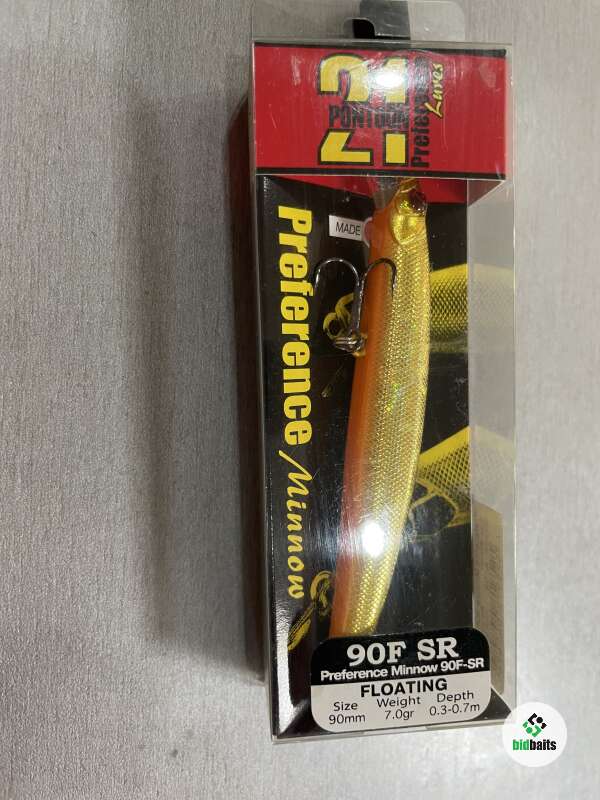 21
PONTOON
Preference
Lures
MADE
Preference Minnow
90F SR
Preference Minnow 90F-SR
FLOATING
Size Weight Depth
90mm 7.0gr 0.3-0.7m
bidbaits